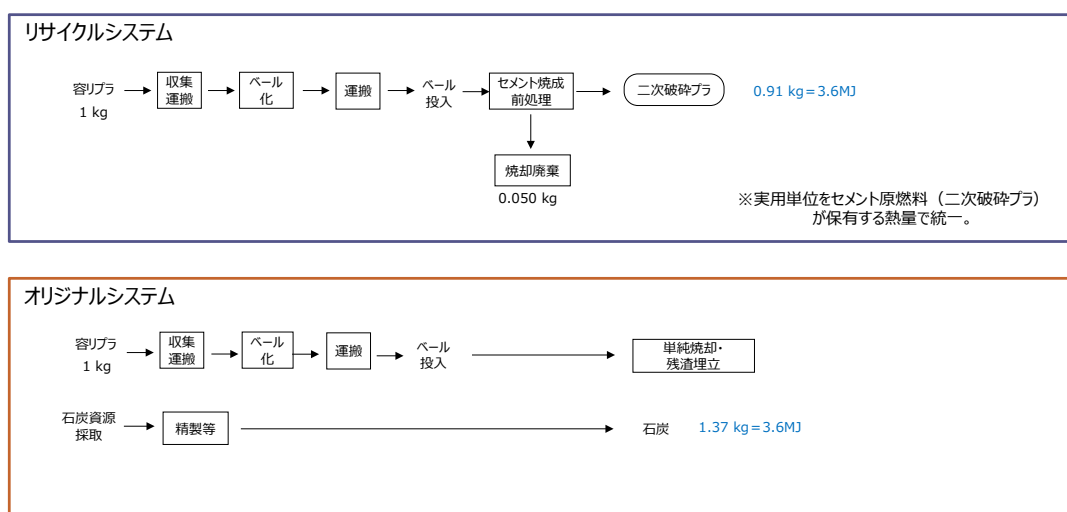 リサイクルシステム
容リプラ
1 kg
収集
運搬
ベール
化
運搬
ベール
投入
セメント焼成
前処理
二次破砕プラ
0.91 kg=3.6MJ
焼却廃棄
0.050 kg
※実用単位をセメント原燃料(二次破砕プラ)
が保有する熱量で統一。
オリジナルシステム
容リプラ
1 kg
収集
運搬
ベール
化
運搬
ベール
投入
単純焼却・
残渣埋立
石炭資源
採取
精製等
石炭
1.37 kg=3.6MJ